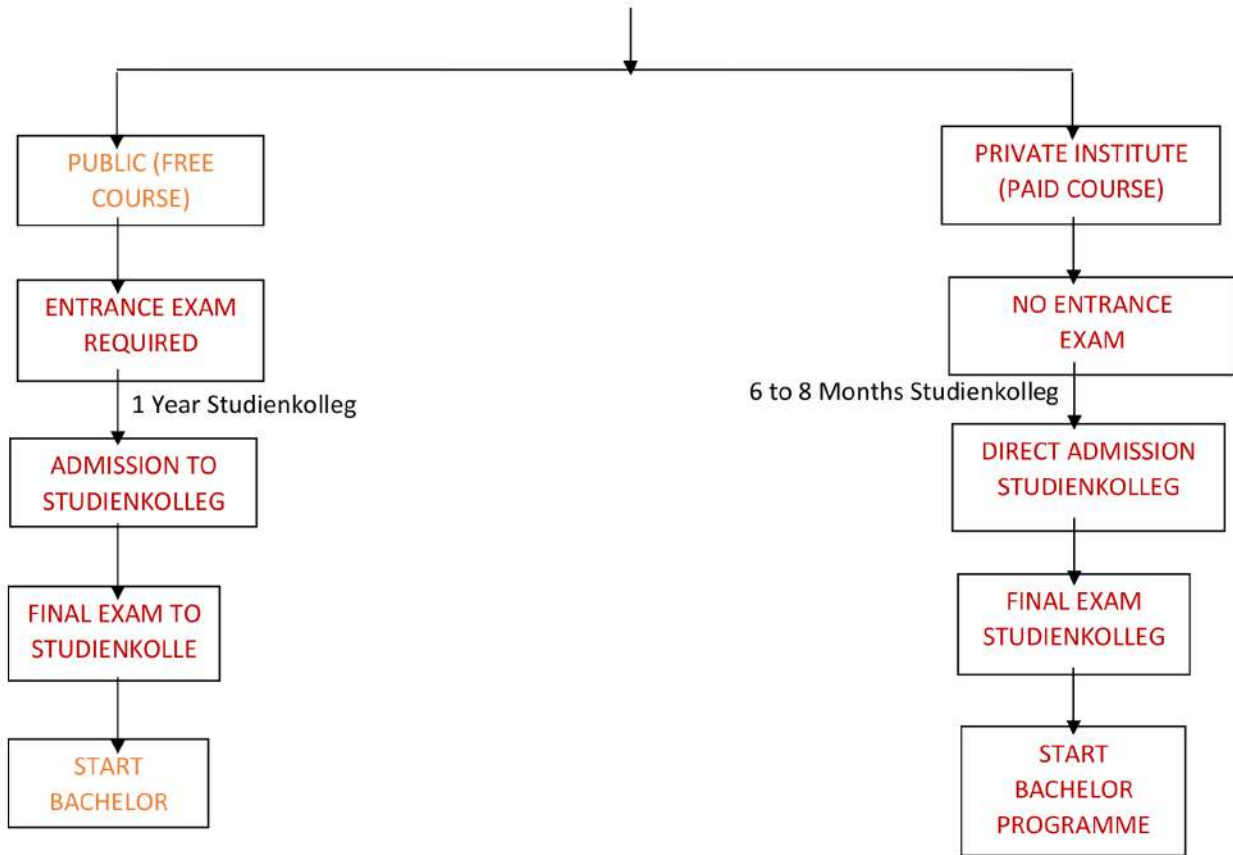 PUBLIC (FREE
COURSE)
ENTRANCE EXAM
REQUIRED
1 Year Studienkolleg
ADMISSION TO
STUDIENKOLLEG
FINAL EXAM TO
STUDIENKOLLE
START
BACHELOR
PRIVATE INSTITUTE
(PAID COURSE)
NO ENTRANCE
EXAM
6 to 8 Months Studienkolleg
DIRECT ADMISSION
STUDIENKOLLEG
FINAL EXAM
STUDIENKOLLEG
START
BACHELOR
PROGRAMME